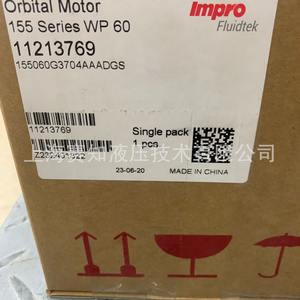 Orbital Motor
155 Series WP 60
11213769
155060G3704AAADGS
Impro
Fluidtek
11213769
Single pack
1 pcs
23-06-20
MADE IN CHINA